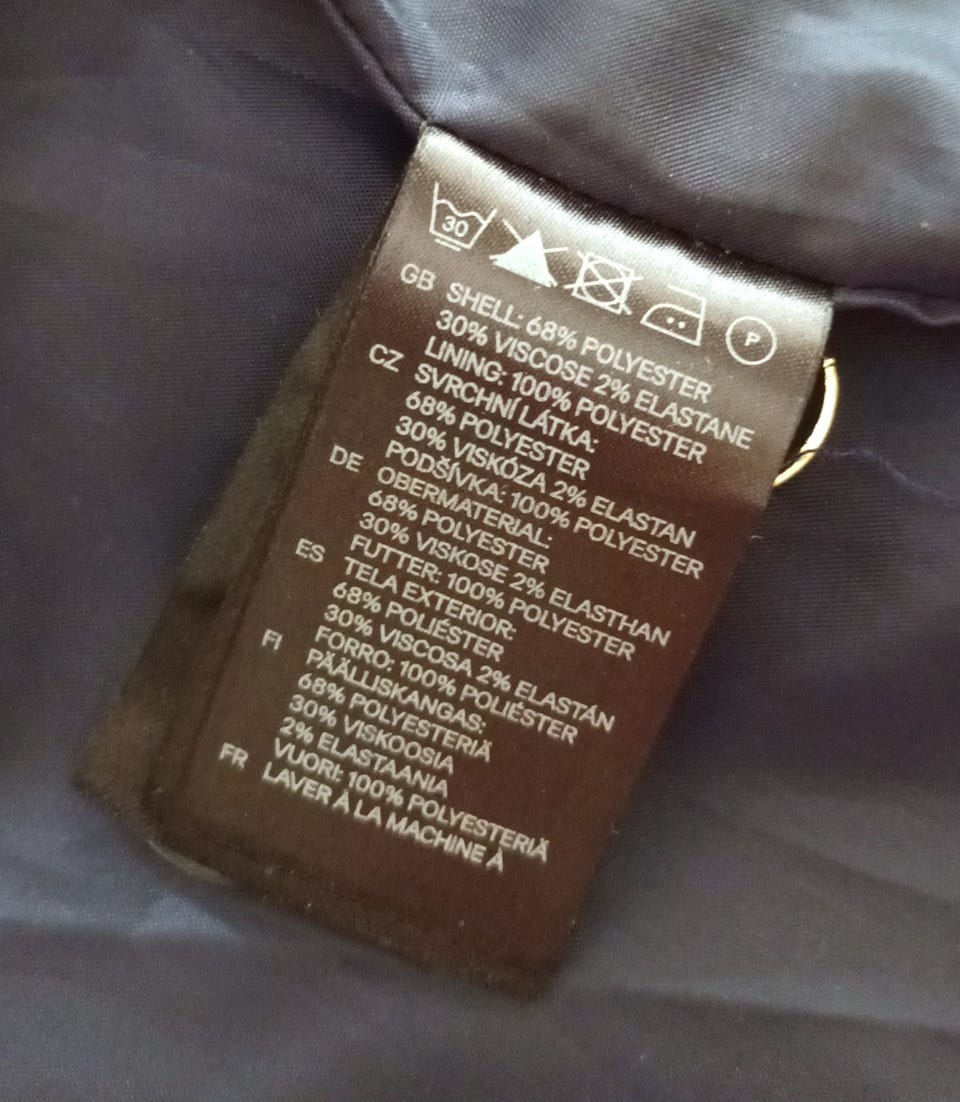 30
P
GB SHELL: 68% POLYESTER
30% VISCOSE 2% ELASTANE
LINING: 100% POLYESTER
CZ SVRCHNÍ LÁTKA:
68% POLYESTER
30% VISKÓZA 2% ELASTAN
PODŠÍVKA: 100% POLYESTER
DE OBERMATERIAL:
68% POLYESTER
30% VISKOSE 2% ELASTHAN
FUTTER: 100% POLYESTER
ES TELA EXTERIOR:
68% POLIÉSTER
30% VISCOSA 2% ELASTÁN
FORRO: 100% POLIÉSTER
FI PÄÄLLISKANGAS:
68% POLYESTERIÄ
30% VISKOOSIA
2% ELASTAANIA
VUORI: 100% POLYESTERIÄ
FR LAVER À LA MACHINE À